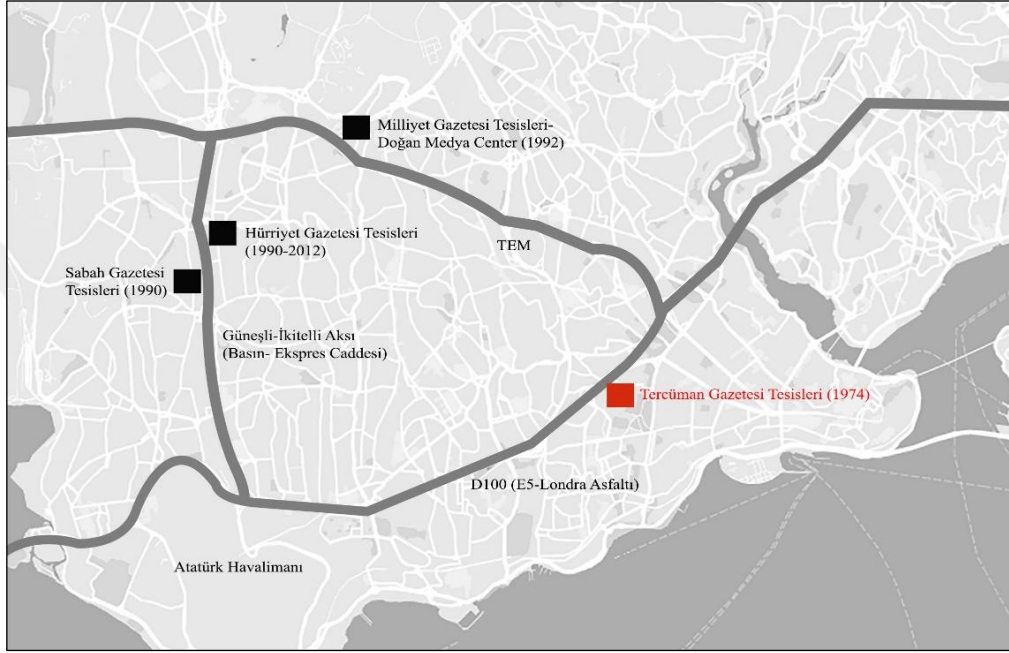 Milliyet Gazetesi Tesisleri-
Doğan Medya Center (1992)
Hürriyet Gazetesi Tesisleri
(1990-2012)
TEM
Sabah Gazetesi
Tesisleri (1990)
Güneşli-İkitelli Aksı
(Basın- Ekspres Caddesi)
Tercüman Gazetesi Tesisleri (1974)
D100 (E5-Londra Asfaltı)
Atatürk Havalimanı